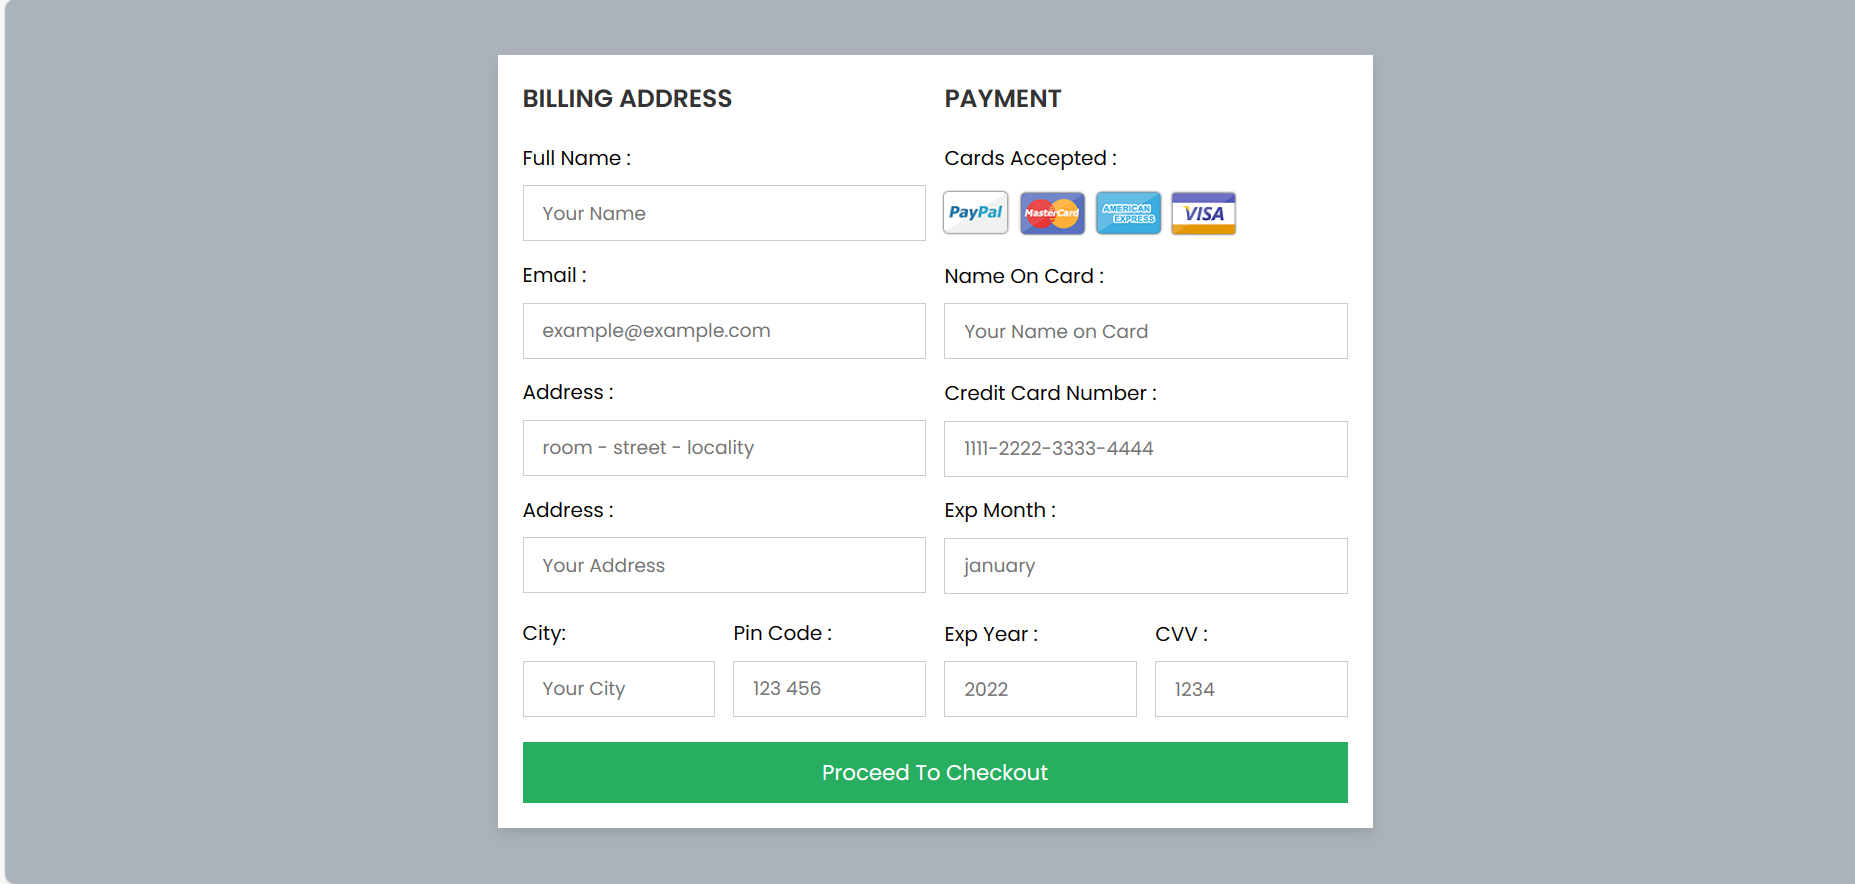 BILLING ADDRESS
Full Name :
Your Name
Email :
example@example.com
Address :
room - street - locality
Address :
Your Address
City:
Pin Code :
Your City
123 456
PAYMENT
Cards Accepted :
PayPal
MasterCard
AMERICAN
EXPRESS
VISA
Name On Card :
Your Name on Card
Credit Card Number :
1111-2222-3333-4444
Exp Month :
january
Exp Year :
CVV :
2022
1234
Proceed To Checkout